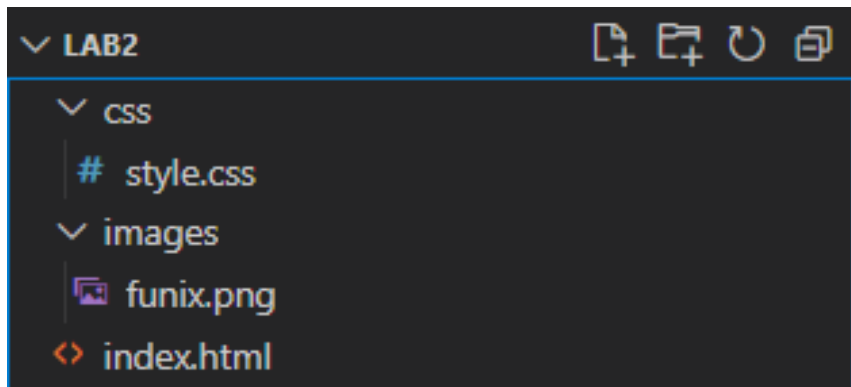 LAB2
css
# style.css
images
funix.png
<> index.html